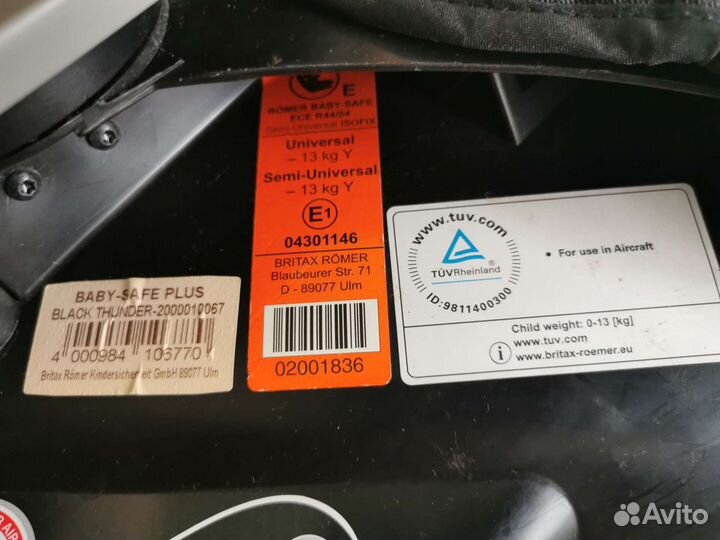 E
RÖMER BABY-SAFE
ECE R44/04
Semi-Universal ISOFIX
Universal
– 13 kg Y
Semi-Universal
– 13 kg Y
E1
04301146
BRITAX RÖMER
Blaubeurer Str. 71
D - 89077 Ulm
02001836
BABY-SAFE PLUS
BLACK THUNDER-2000010067
4 000984 106770
Britax Römer Kindersicherheit GmbH 89077 Ulm
www.tuv.com
TÜVRheinland
®
ID:9811400300
• For use in Aircraft
Child weight: 0-13 [kg]
www.tuv.com
i www.britax-roemer.eu
AIR
Avito